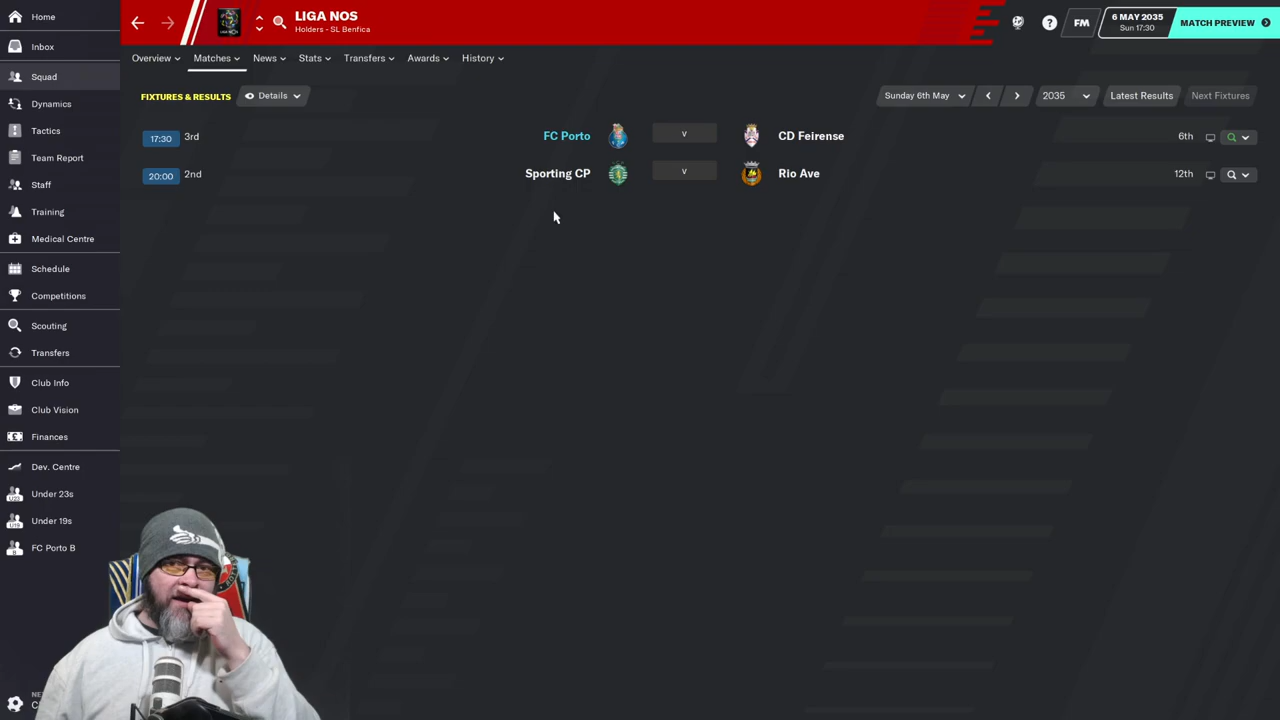 Home
Inbox
Squad
Dynamics
Tactics
Team Report
Staff
Training
Medical Centre
Schedule
Competitions
Scouting
Transfers
Club Info
Club Vision
Finances
Dev. Centre
Under 23s
Under 19s
FC Porto B
LIGA NOS
Holders - SL Benfica
FM
6 MAY 2035
Sun 17:30
MATCH PREVIEW
Overview Matches News Stats Transfers Awards History
FIXTURES & RESULTS Details Sunday 6th May 2035 Latest Results Next Fixtures
17:30 3rd FC Porto v CD Feirense 6th
20:00 2nd Sporting CP v Rio Ave 12th